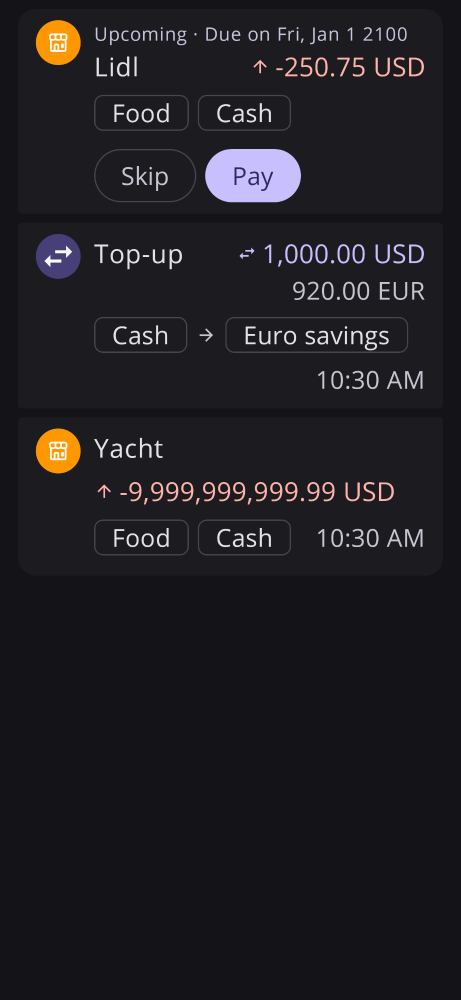 Upcoming · Due on Fri, Jan 1 2100
Lidl ↑ -250.75 USD
Food Cash
Skip Pay
Top-up ⇄ 1,000.00 USD
920.00 EUR
Cash → Euro savings
10:30 AM
Yacht
↑ -9,999,999,999.99 USD
Food Cash 10:30 AM